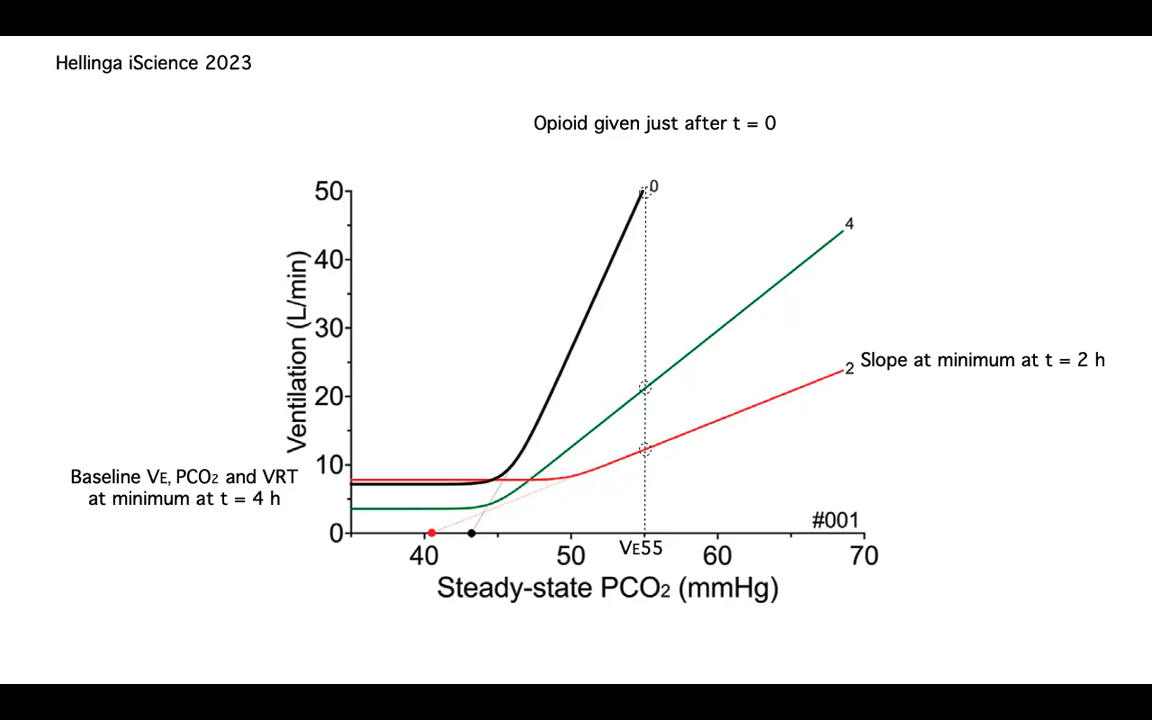 Hellinga iScience 2023
Opioid given just after t = 0
50
0
4
40
Ventilation (L/min)
30
2 Slope at minimum at t = 2 h
20
10
Baseline VE, PCO2 and VRT
at minimum at t = 4 h
#001
0
40
50
VE55
60
70
Steady-state PCO2 (mmHg)